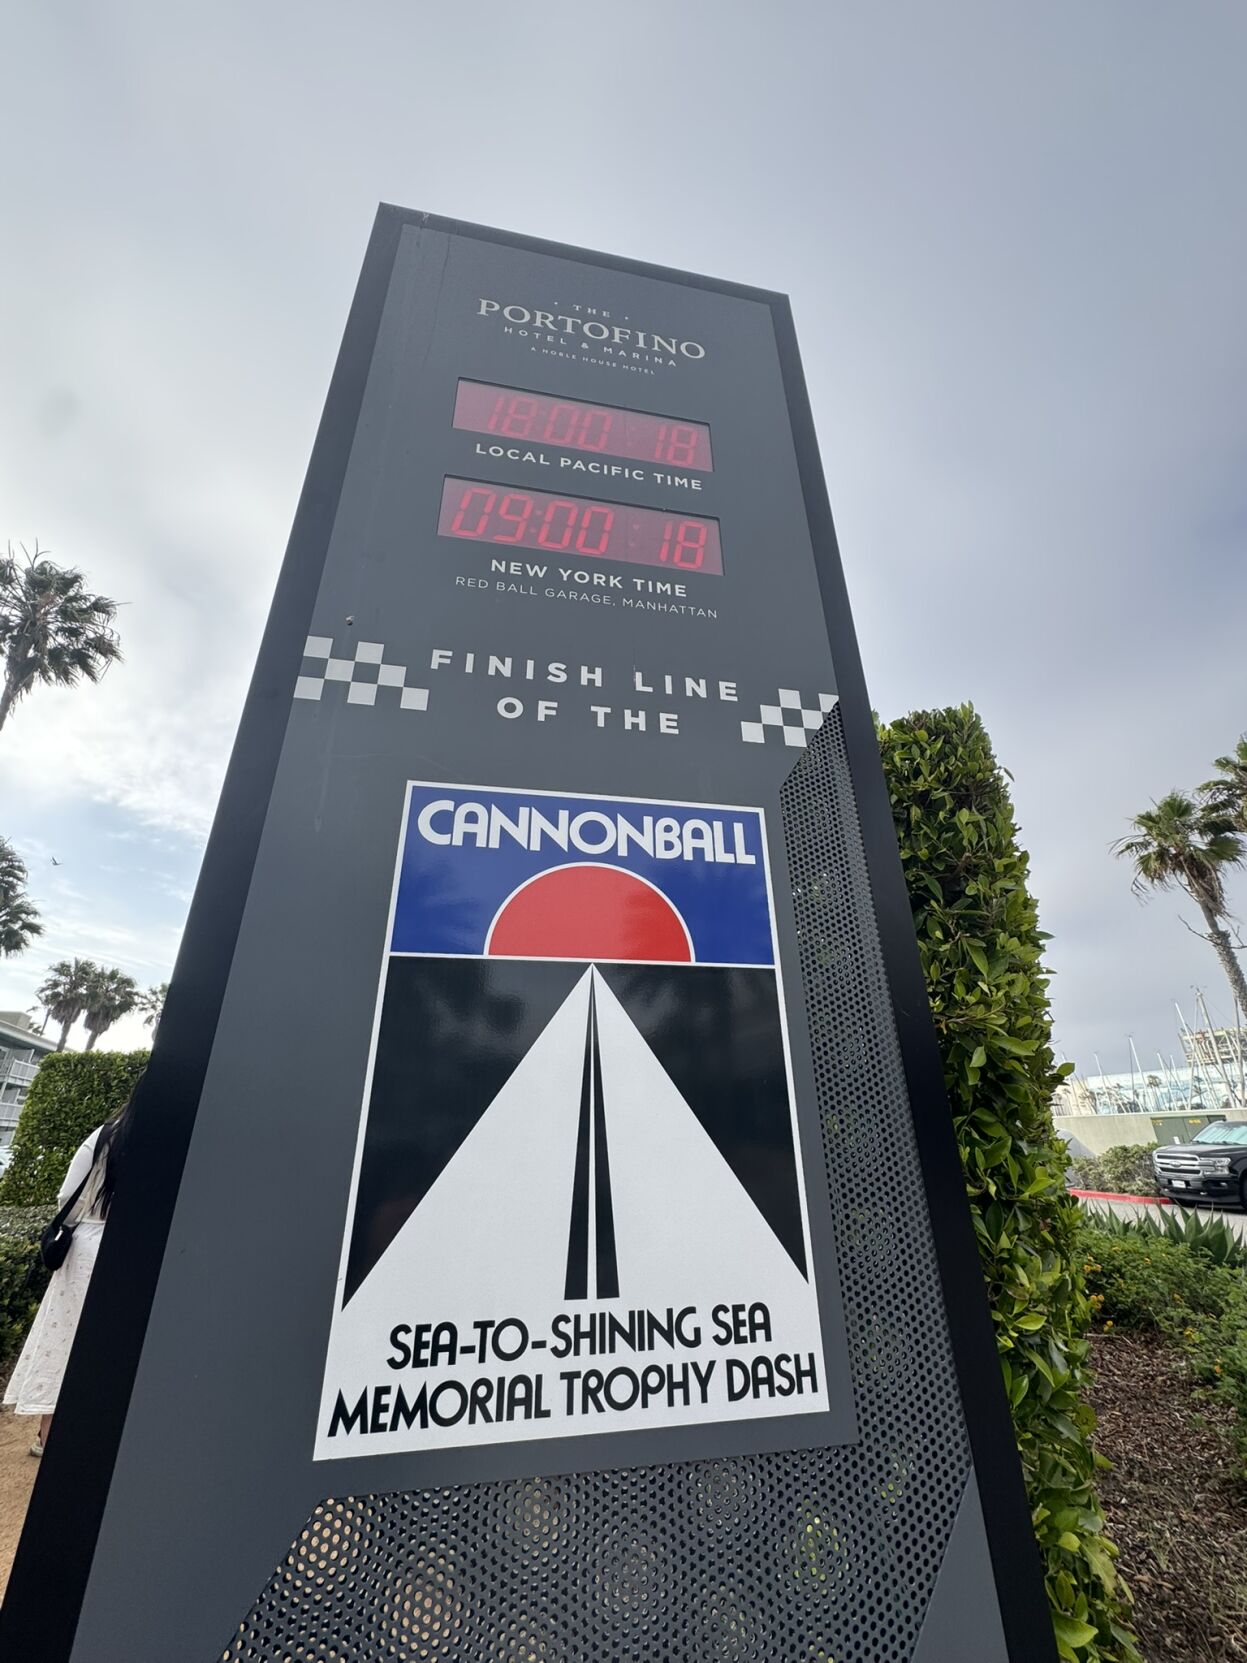 · THE ·
PORTOFINO
HOTEL & MARINA
A NOBLE HOUSE HOTEL
18:00 18
LOCAL PACIFIC TIME
09:00 18
NEW YORK TIME
RED BALL GARAGE, MANHATTAN
FINISH LINE
OF THE
CANNONBALL
SEA-TO-SHINING SEA
MEMORIAL TROPHY DASH